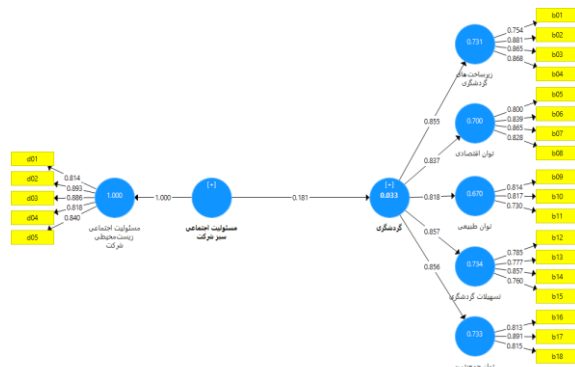 b01
0.754
0.731
0.881
b02
0.865
b03
0.868
b04
زیرساخت‌های
گردشگری
b05
0.800
0.855
0.700
0.839
b06
0.865
b07
0.837
0.828
b08
توان اقتصادی
d01
0.814
d02
0.893
1.000
1.000
[+]
0.181
[+]
0.033
0.818
0.670
0.814
b09
0.817
b10
0.730
b11
d03
0.886
d04
0.818
d05
0.840
مسئولیت اجتماعی
زیست‌محیطی
شرکت
مسئولیت اجتماعی
سبز شرکت
گردشگری
توان طبیعی
0.857
b12
0.785
0.734
0.777
b13
0.857
b14
0.760
b15
0.856
تسهیلات گردشگری
b16
0.813
0.733
0.891
b17
0.815
b18